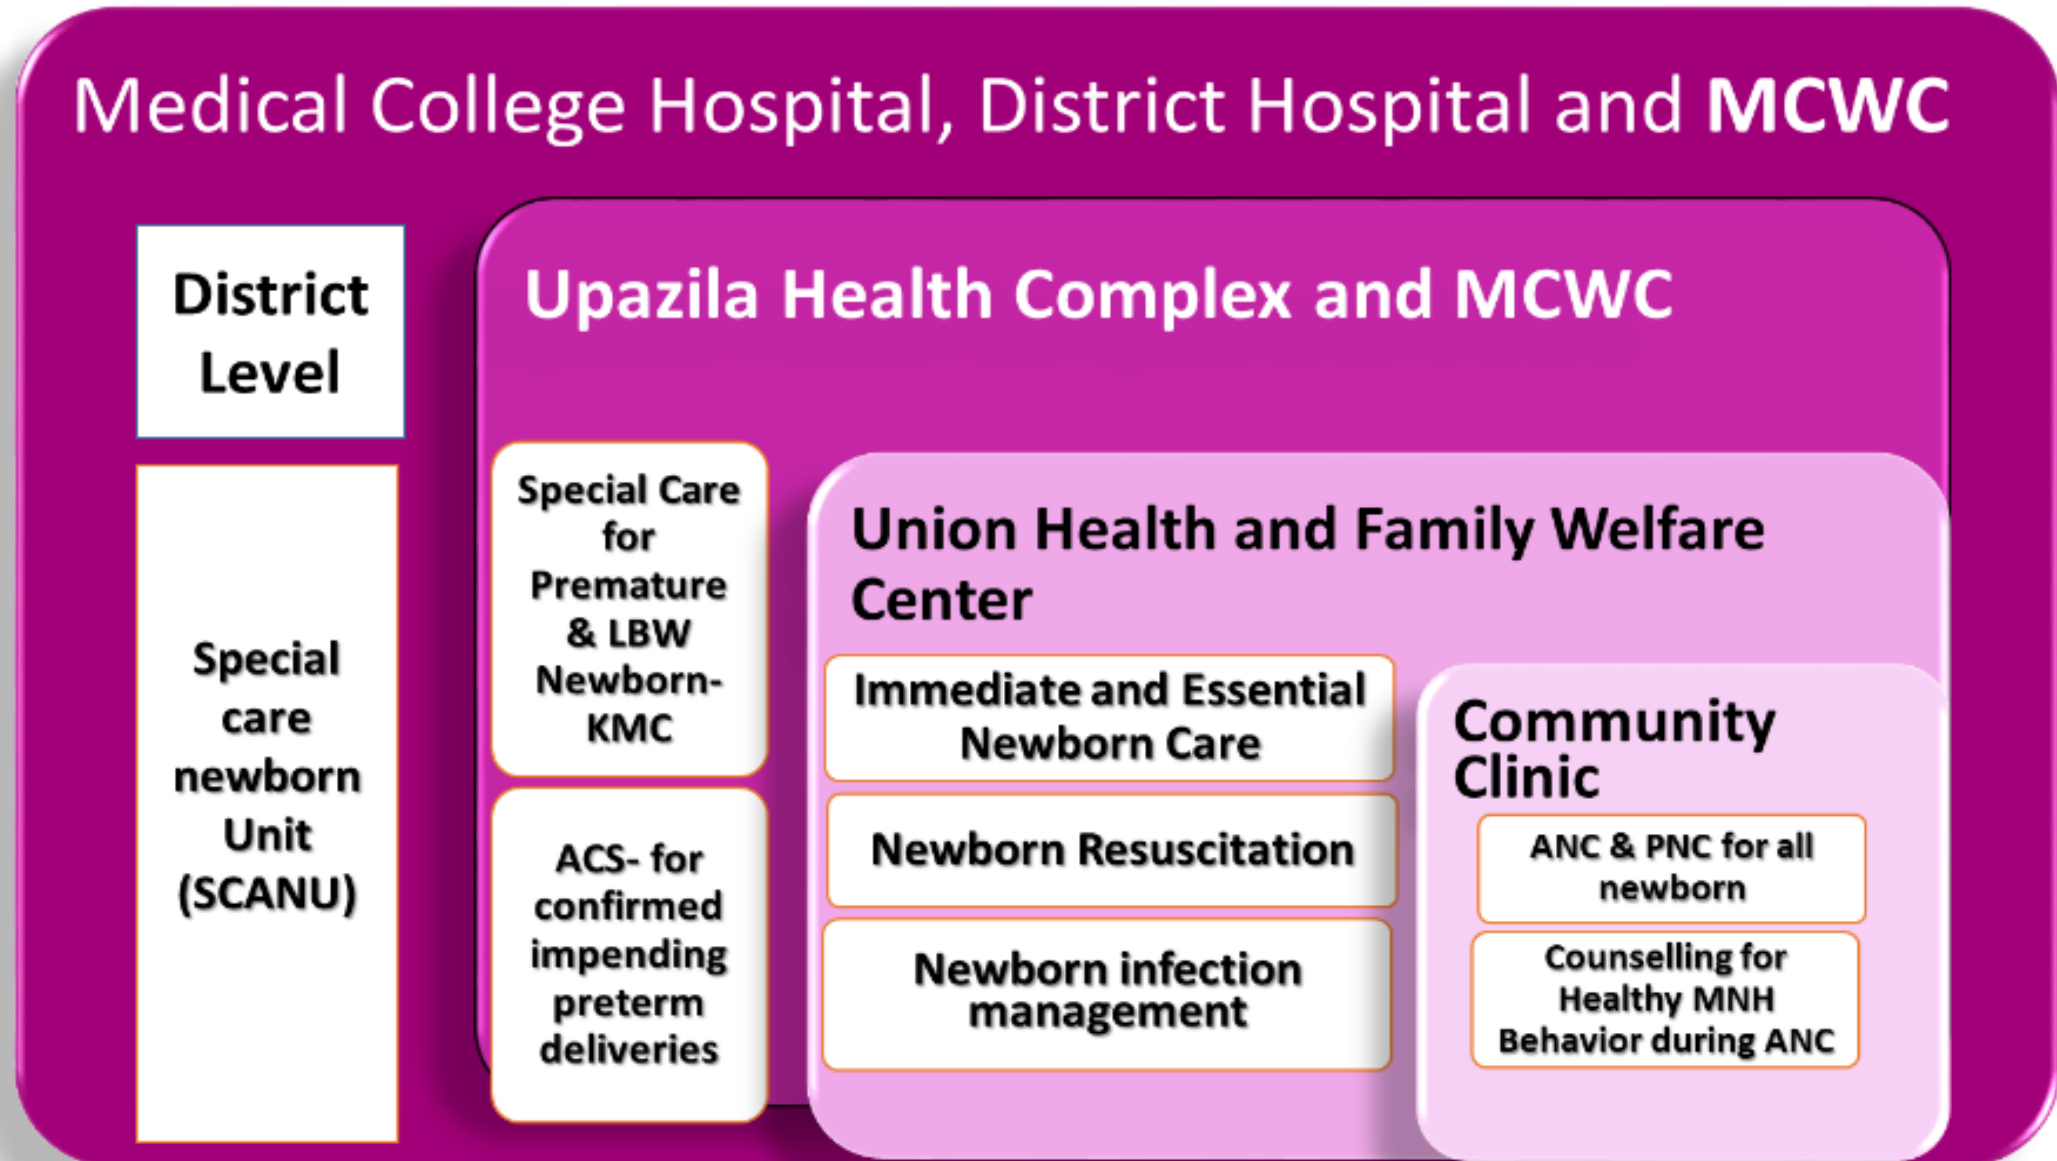 Medical College Hospital, District Hospital and MCWC
District
Level
Special
care
newborn
Unit
(SCANU)
Upazila Health Complex and MCWC
Special Care
for
Premature
& LBW
Newborn-
KMC
ACS- for
confirmed
impending
preterm
deliveries
Union Health and Family Welfare
Center
Immediate and Essential
Newborn Care
Newborn Resuscitation
Newborn infection
management
Community
Clinic
ANC & PNC for all
newborn
Counselling for
Healthy MNH
Behavior during ANC